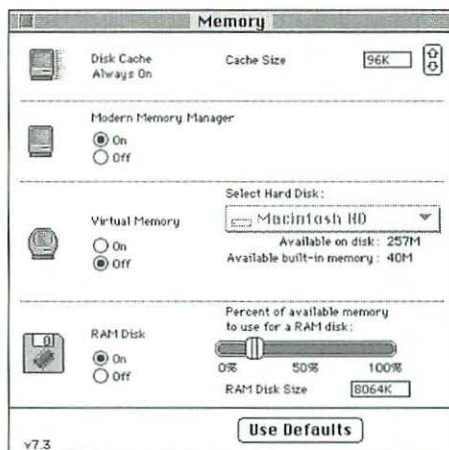 Memory
Disk Cache
Always On
Cache Size
96K
Modern Memory Manager
On
Off
Select Hard Disk:
Macintosh HD
Virtual Memory
On
Off
Available on disk: 257M
Available built-in memory: 40M
Percent of available memory
to use for a RAM disk:
RAM Disk
On
Off
0% 50% 100%
RAM Disk Size
8064K
Use Defaults
v7.3